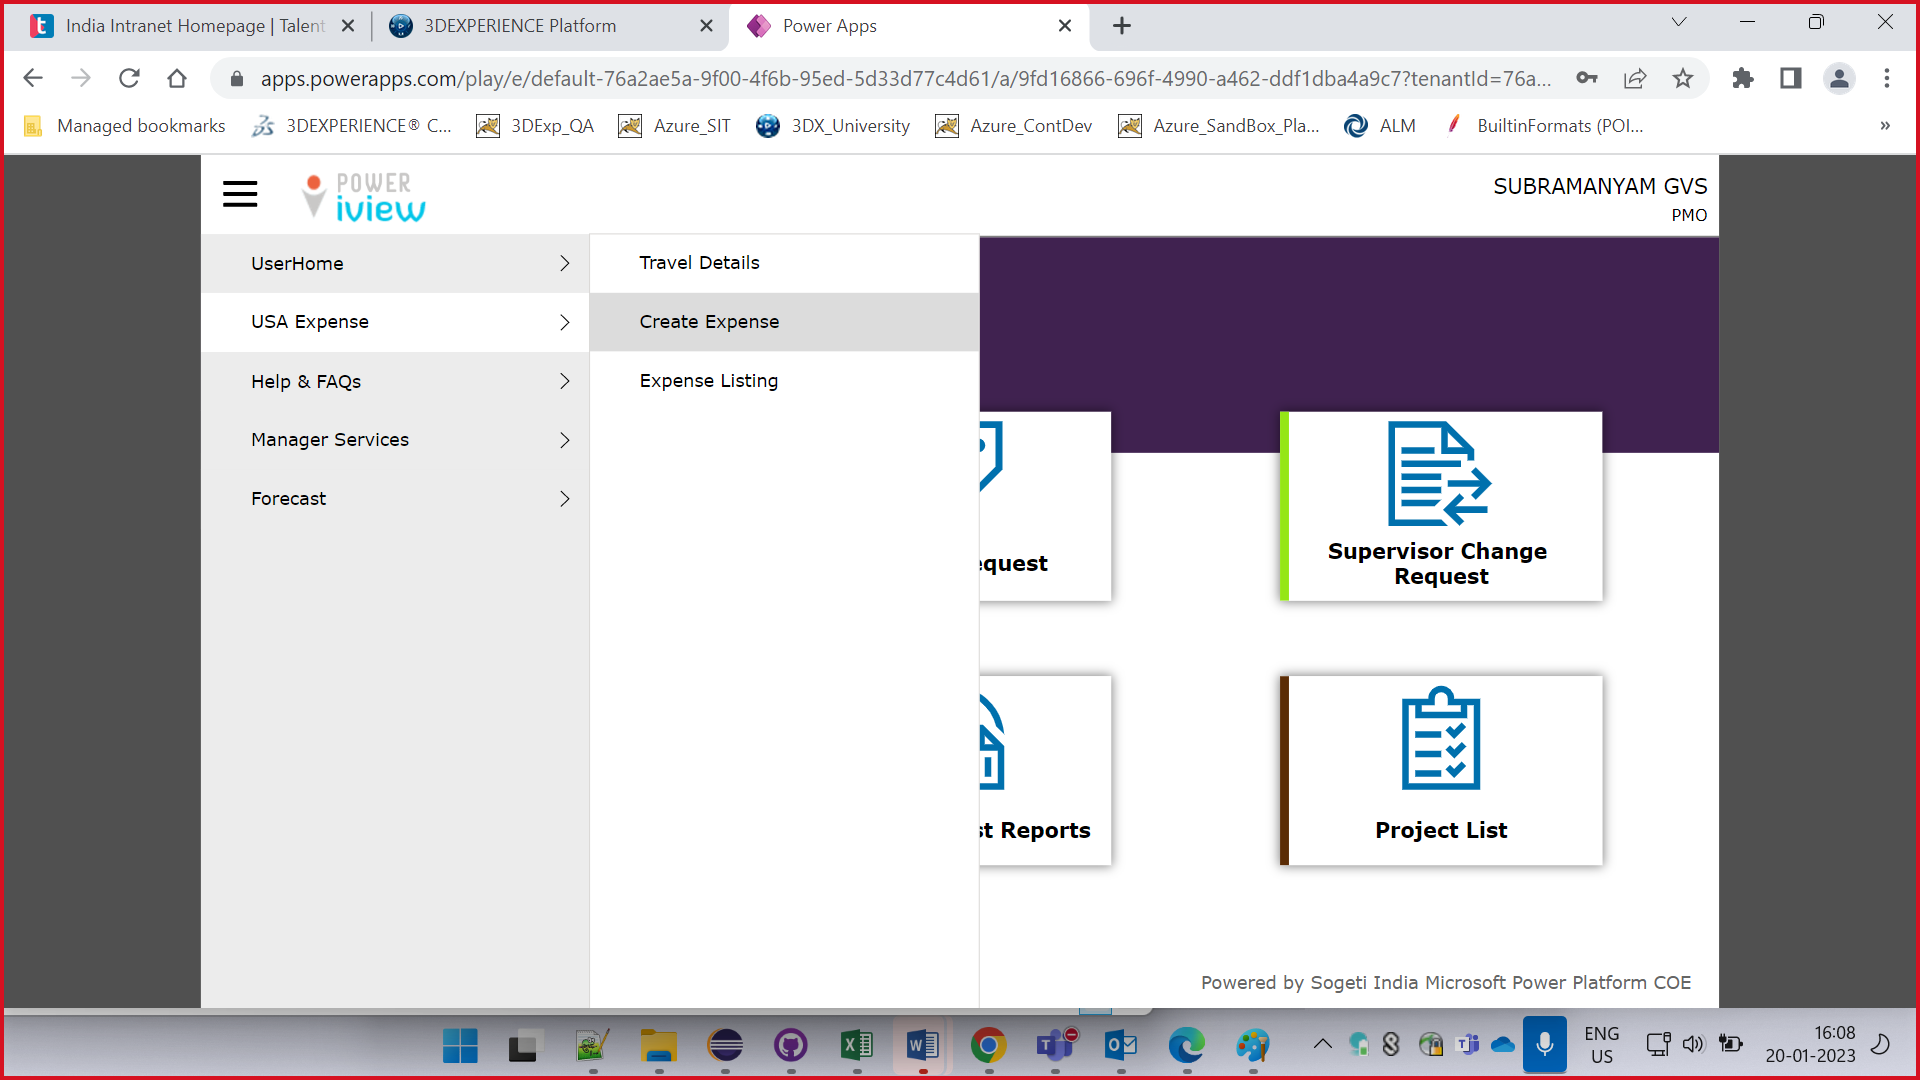 India Intranet Homepage | Talent
3DEXPERIENCE Platform
Power Apps
apps.powerapps.com/play/e/default-76a2ae5a-9f00-4f6b-95ed-5d33d77c4d61/a/9fd16866-696f-4990-a462-ddf1dba4a9c7?tenantId=76a...
Managed bookmarks
3DEXPERIENCE® C...
3DExp_QA
Azure_SIT
3DX_University
Azure_ContDev
Azure_SandBox_Pla...
ALM
BuiltinFormats (POI...
»
POWER
iview
SUBRAMANYAM GVS
PMO
UserHome
USA Expense
Help & FAQs
Manager Services
Forecast
Travel Details
Create Expense
Expense Listing
equest
Supervisor Change
Request
st Reports
Project List
Powered by Sogeti India Microsoft Power Platform COE
ENG
US
16:08
20-01-2023